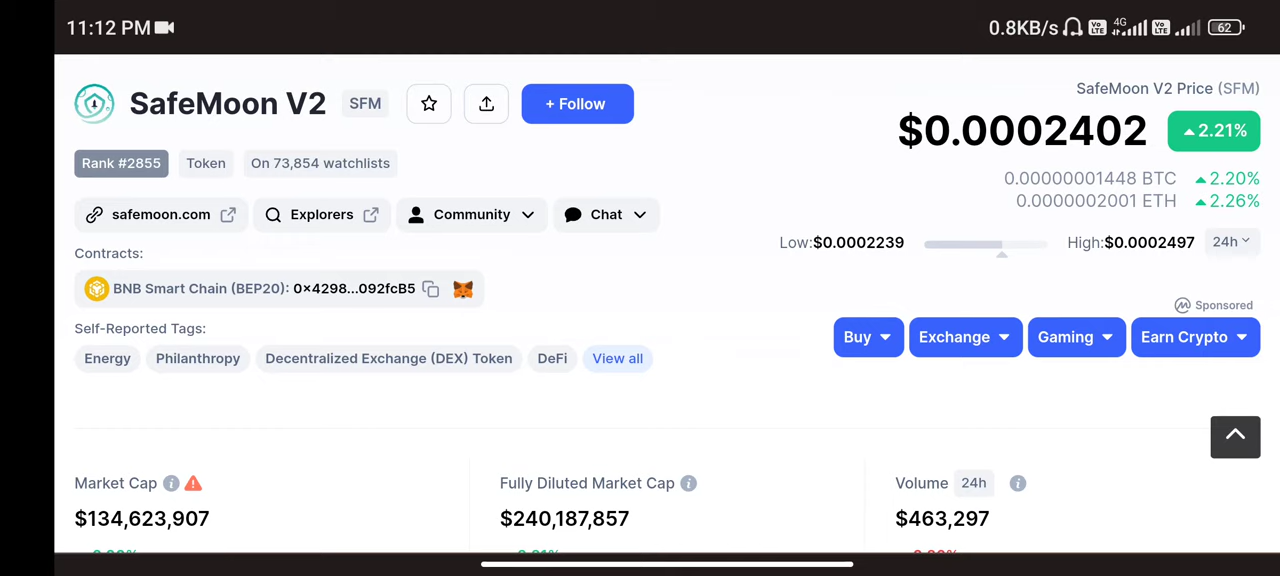 11:12 PM
0.8KB/s 4G 62
SafeMoon V2 SFM + Follow
Rank #2855 Token On 73,854 watchlists
safemoon.com Explorers Community Chat
Contracts:
BNB Smart Chain (BEP20): 0x4298...092fcB5
Self-Reported Tags:
Energy Philanthropy Decentralized Exchange (DEX) Token DeFi View all
SafeMoon V2 Price (SFM)
$0.0002402 2.21%
0.00000001448 BTC 2.20%
0.0000002001 ETH 2.26%
Low:$0.0002239 High:$0.0002497 24h
Sponsored
Buy Exchange Gaming Earn Crypto
Market Cap Fully Diluted Market Cap Volume 24h
$134,623,907 $240,187,857 $463,297